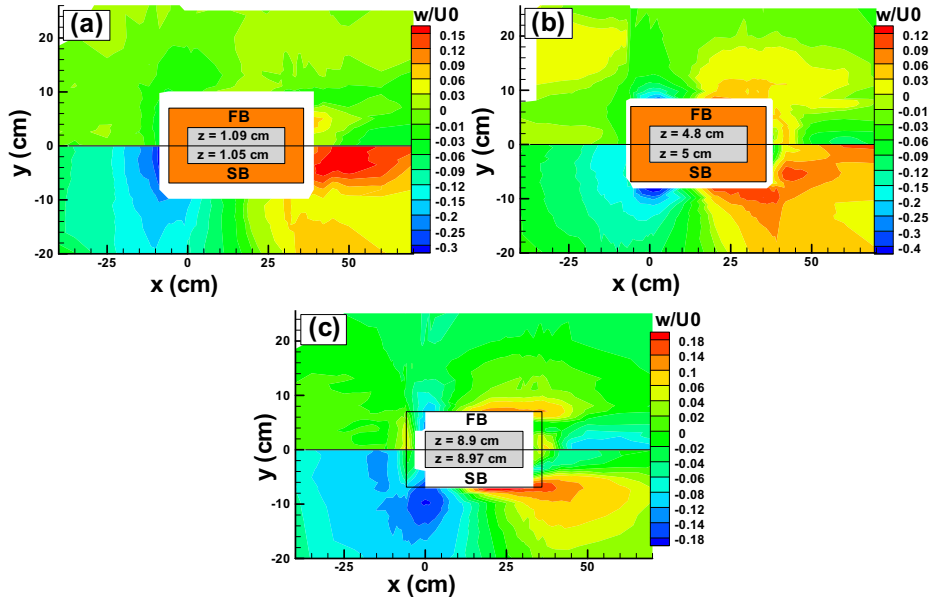 (a)
w/U0
20
10
0
-10
-20
y (cm)
FB
z = 1.09 cm
z = 1.05 cm
SB
-25
0
25
50
x (cm)
0.15
0.12
0.09
0.06
0.03
0
-0.01
-0.03
-0.06
-0.09
-0.12
-0.15
-0.2
-0.25
-0.3
(b)
w/U0
20
10
0
-10
-20
y (cm)
FB
z = 4.8 cm
z = 5 cm
SB
-25
0
25
50
x (cm)
0.12
0.09
0.06
0.03
0
-0.01
-0.03
-0.06
-0.09
-0.12
-0.15
-0.2
-0.25
-0.4
(c)
w/U0
20
10
0
-10
-20
y (cm)
FB
z = 8.9 cm
z = 8.97 cm
SB
-25
0
25
50
x (cm)
0.18
0.14
0.1
0.06
0.04
0.02
0
-0.02
-0.04
-0.06
-0.08
-0.12
-0.14
-0.18